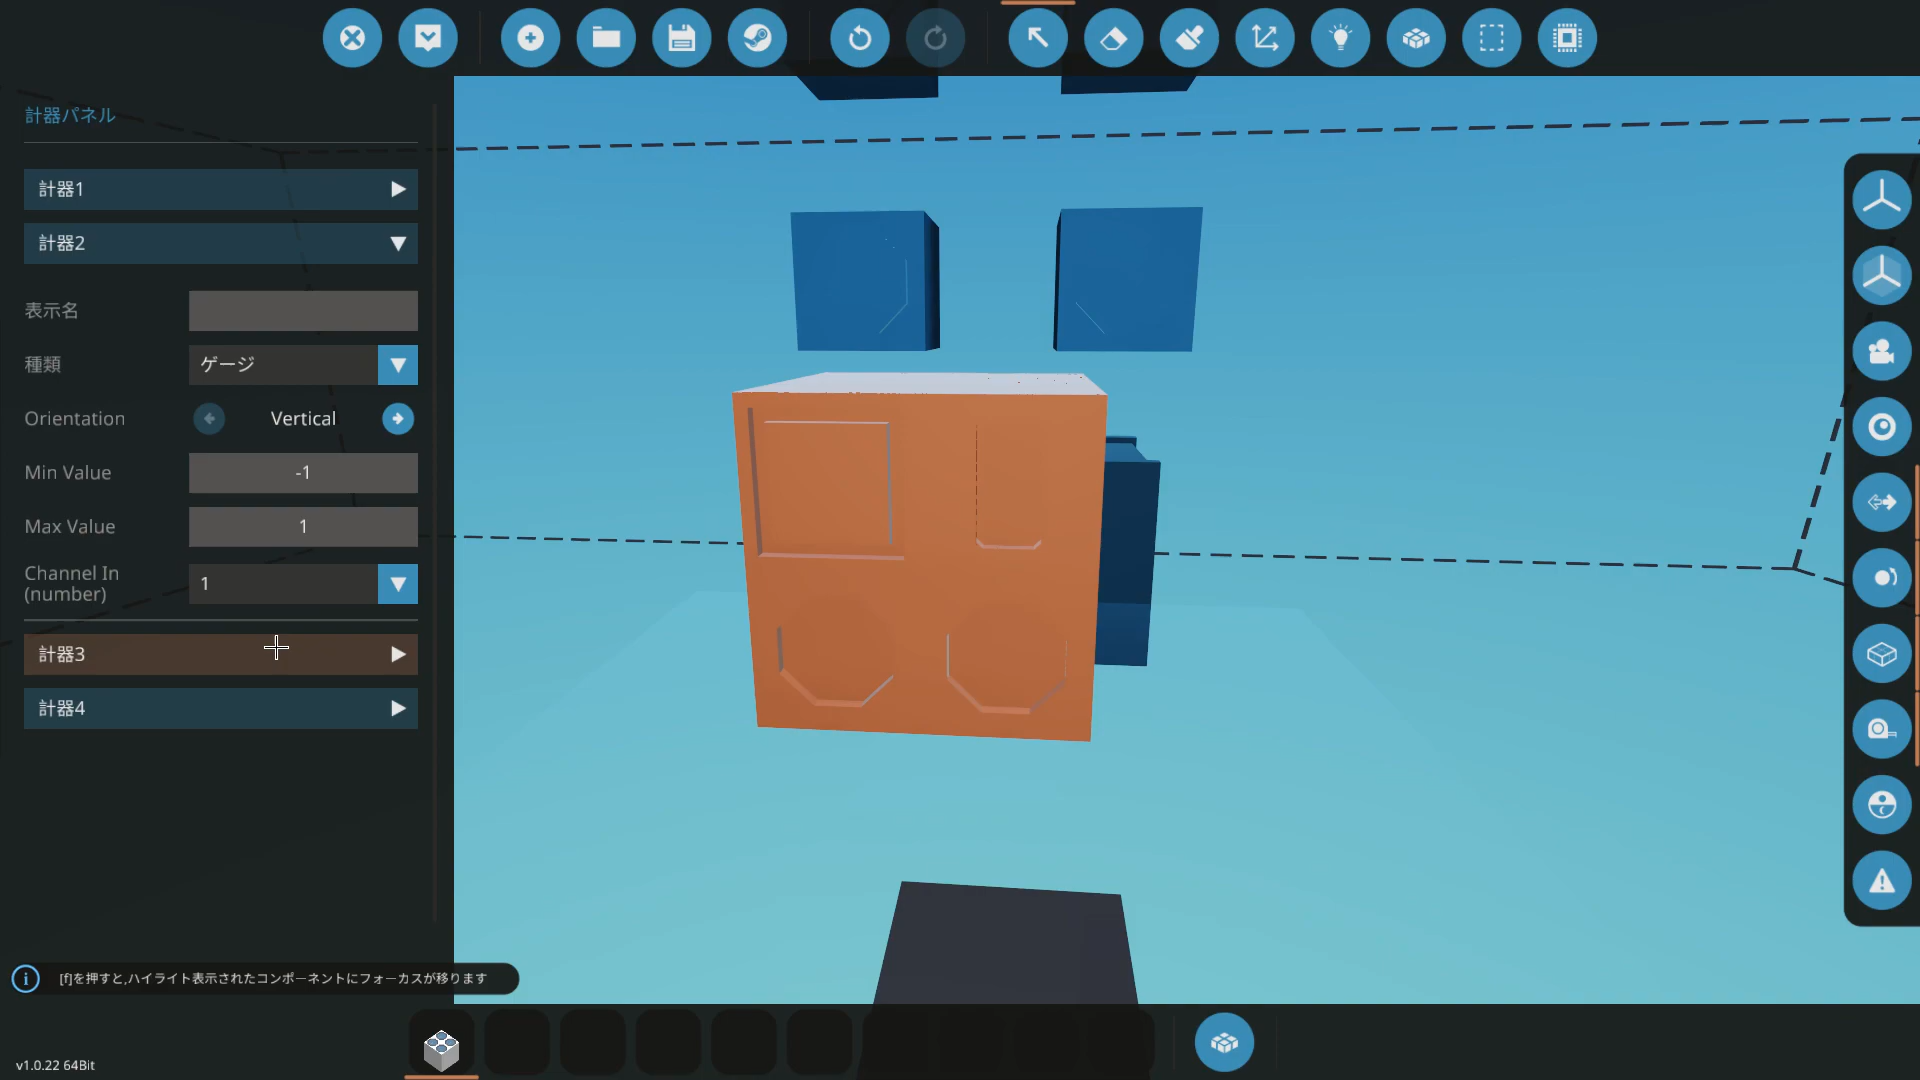 計器パネル
計器1
計器2
表示名
種類 ゲージ
Orientation Vertical
Min Value -1
Max Value 1
Channel In (number) 1
計器3
計器4
[f]を押すと,ハイライト表示されたコンポーネントにフォーカスが移ります
v1.0.22 64Bit